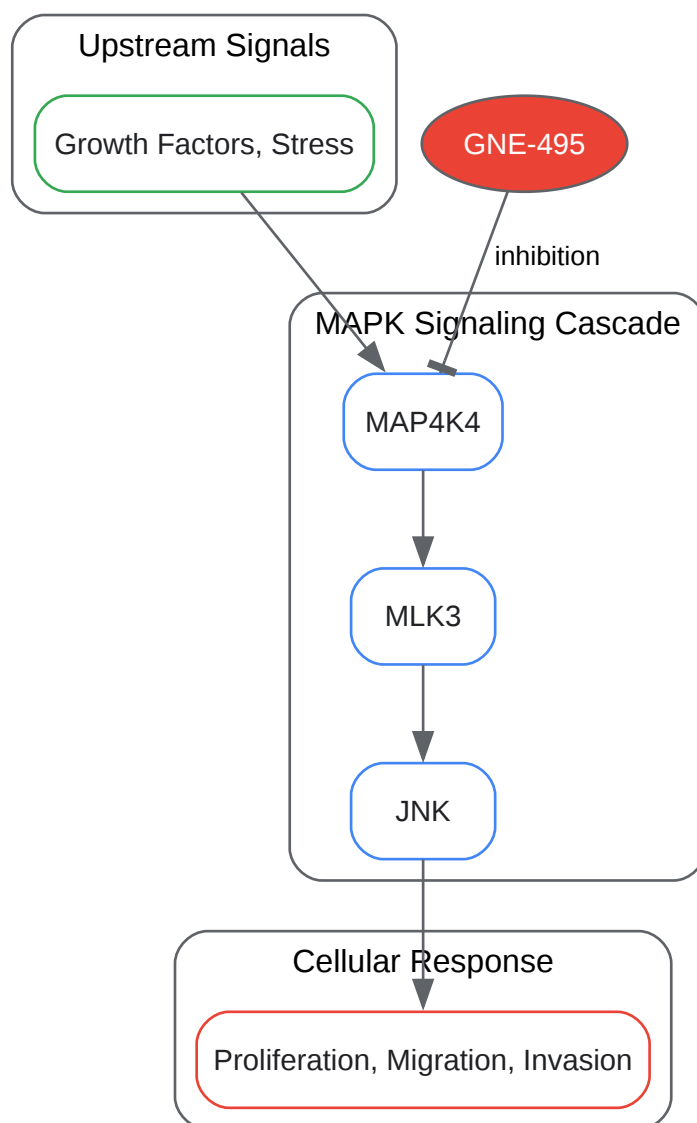 Upstream Signals
Growth Factors, Stress
GNE-495
inhibition
MAPK Signaling Cascade
MAP4K4
MLK3
JNK
Cellular Response
Proliferation, Migration, Invasion